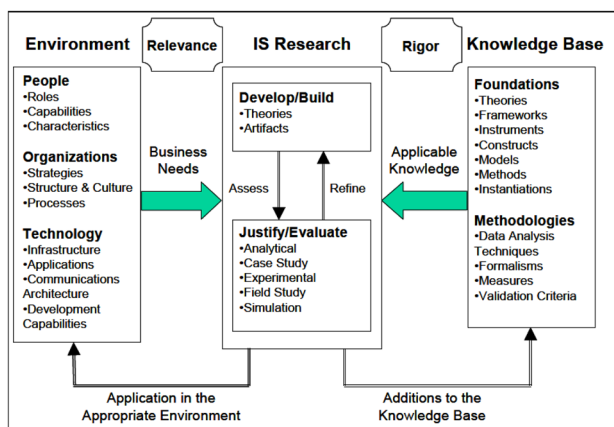 Environment
Relevance
IS Research
Rigor
Knowledge Base
People
•Roles
•Capabilities
•Characteristics
Organizations
•Strategies
•Structure & Culture
•Processes
Technology
•Infrastructure
•Applications
•Communications
Architecture
•Development
Capabilities
Business
Needs
Develop/Build
•Theories
•Artifacts
Assess
Refine
Justify/Evaluate
•Analytical
•Case Study
•Experimental
•Field Study
•Simulation
Applicable
Knowledge
Foundations
•Theories
•Frameworks
•Instruments
•Constructs
•Models
•Methods
•Instantiations
Methodologies
•Data Analysis
Techniques
•Formalisms
•Measures
•Validation Criteria
Application in the
Appropriate Environment
Additions to the
Knowledge Base